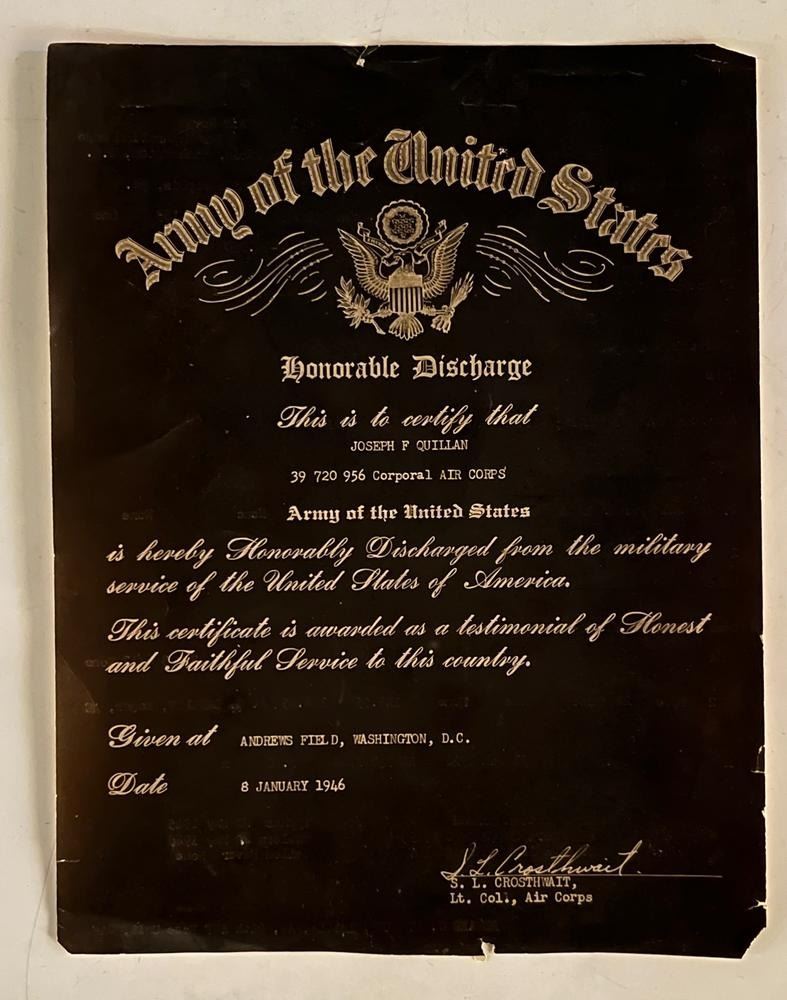 Army of the United States
Honorable Discharge
This is to certify that
JOSEPH F QUILLAN
39 720 956 Corporal AIR CORPS
Army of the United States
is hereby Honorably Discharged from the military
service of the United States of America.
This certificate is awarded as a testimonial of Honest
and Faithful Service to this country.
Given at ANDREWS FIELD, WASHINGTON, D.C.
Date 8 JANUARY 1946
S. L. Crosthwait.
S. L. CROSTHWAIT,
Lt. Col., Air Corps